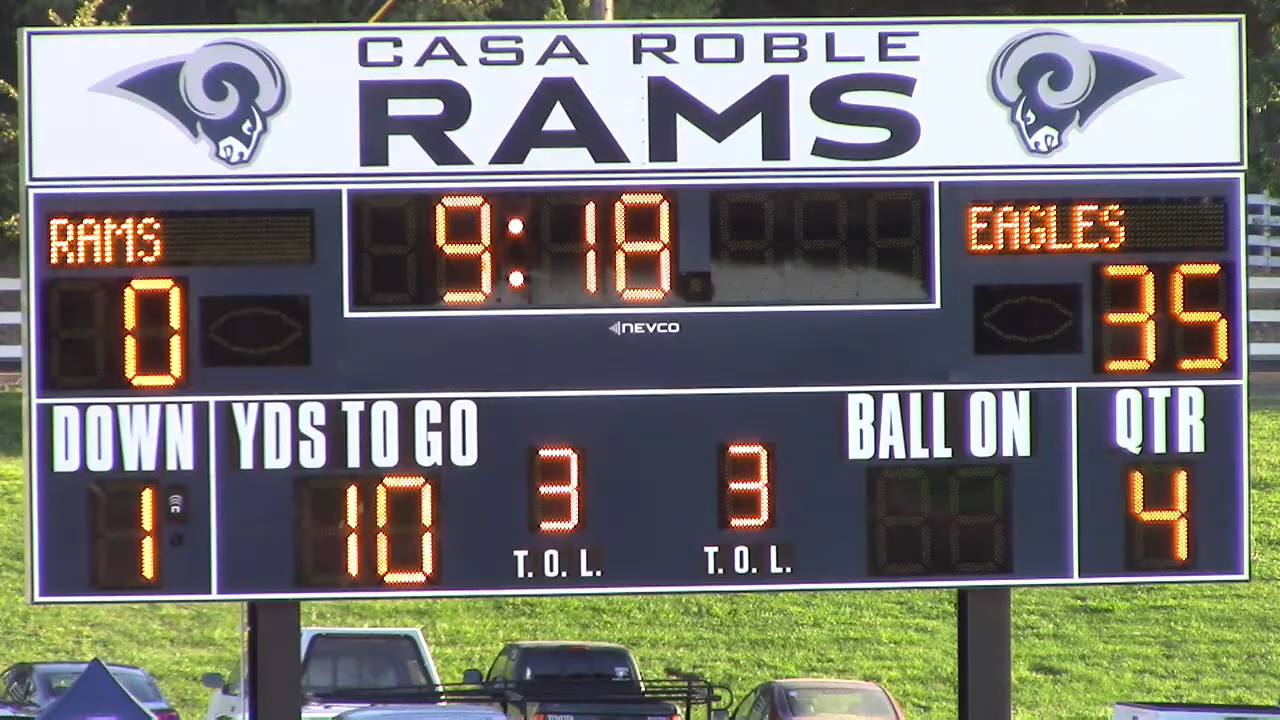 CASA ROBLE
RAMS
RAMS
9:18
EAGLES
0
35
NEVCO
DOWN
YDS TO GO
BALL ON
QTR
1
10
3
3
4
T. O. L.
T. O. L.
TOYOTA